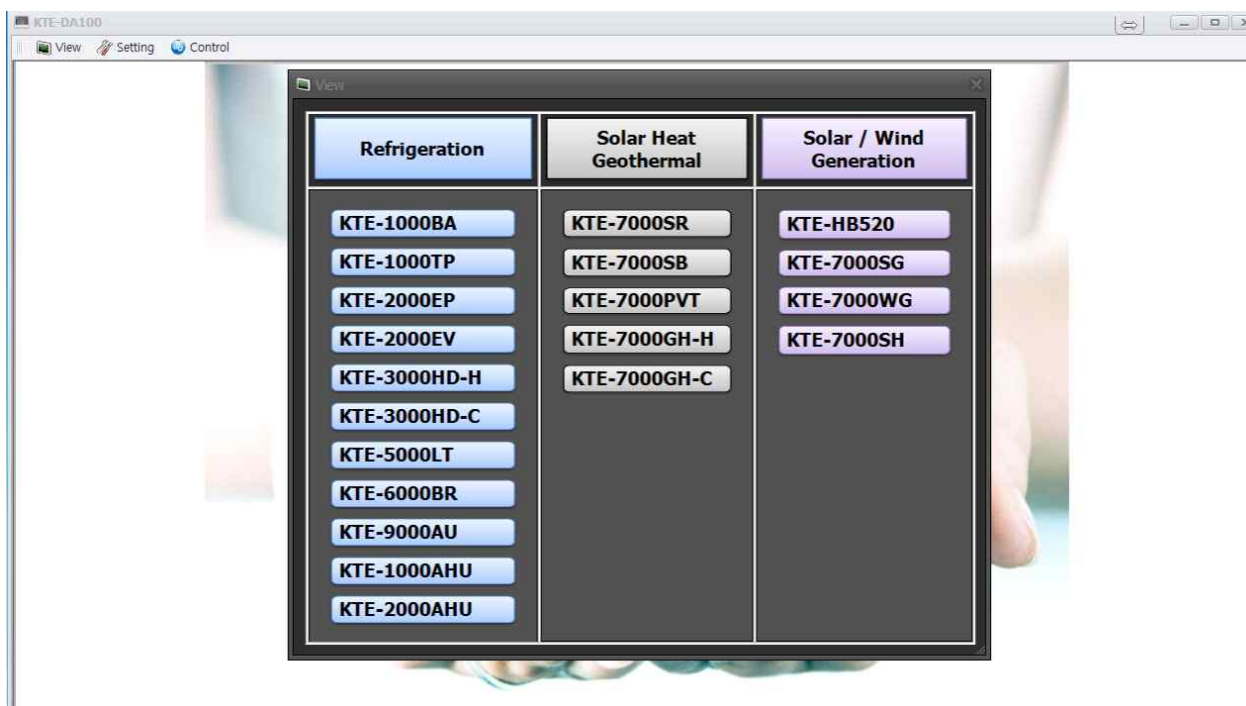 KTE-DA100
View Setting Control
View
Refrigeration
Solar Heat
Geothermal
Solar / Wind
Generation
KTE-1000BA
KTE-1000TP
KTE-2000EP
KTE-2000EV
KTE-3000HD-H
KTE-3000HD-C
KTE-5000LT
KTE-6000BR
KTE-9000AU
KTE-1000AHU
KTE-2000AHU
KTE-7000SR
KTE-7000SB
KTE-7000PVT
KTE-7000GH-H
KTE-7000GH-C
KTE-HB520
KTE-7000SG
KTE-7000WG
KTE-7000SH